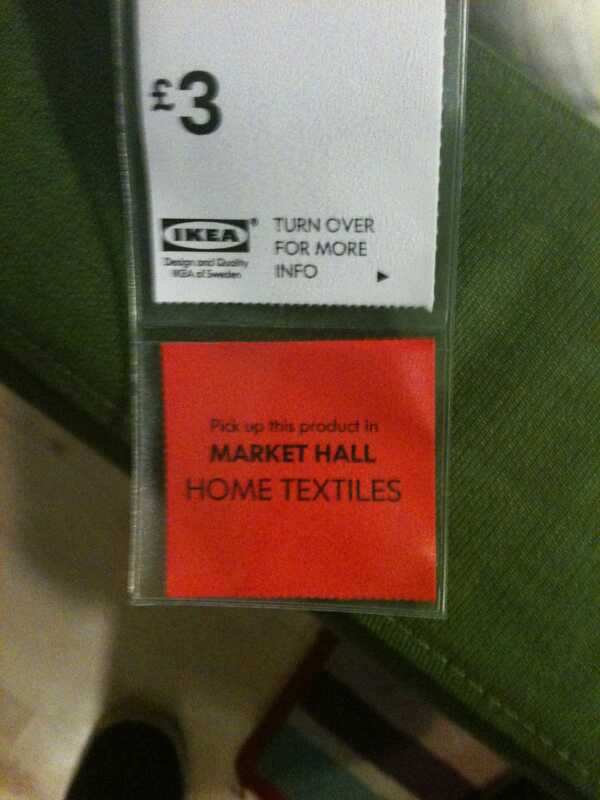 £3
IKEA®
Design and Quality
IKEA of Sweden
TURN OVER
FOR MORE
INFO
Pick up this product in
MARKET HALL
HOME TEXTILES